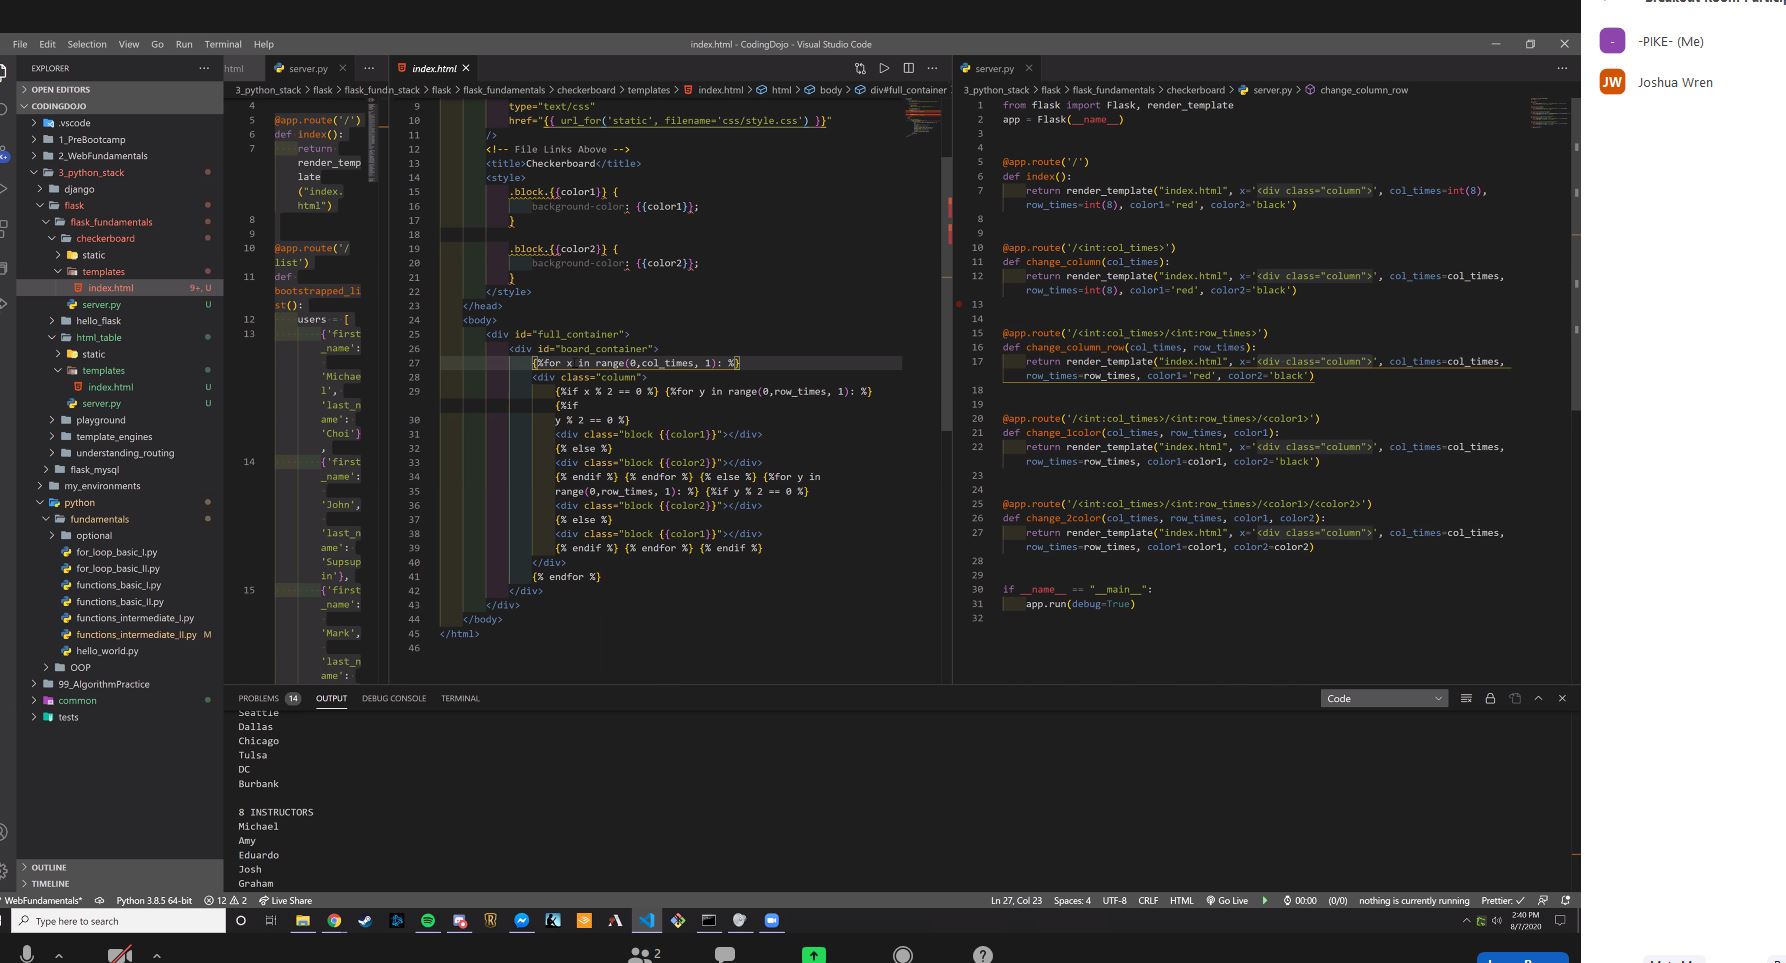 File Edit Selection View Go Run Terminal Help
index.html - CodingDojo - Visual Studio Code
-PIKE- (Me)
JW Joshua Wren
EXPLORER
OPEN EDITORS
CODINGDOJO
.vscode
1_PreBootcamp
2_WebFundamentals
3_python_stack
django
flask
flask_fundamentals
checkerboard
static
templates
index.html 9+, U
server.py U
hello_flask
html_table
static
templates
index.html U
server.py U
playground
template_engines
understanding_routing
flask_mysql
my_environments
python
fundamentals
optional
for_loop_basic_I.py
for_loop_basic_II.py
functions_basic_I.py
functions_basic_II.py
functions_intermediate_I.py
functions_intermediate_II.py M
hello_world.py
OOP
99_AlgorithmPractice
common
tests
OUTLINE
TIMELINE
html server.py
3_python_stack > flask > flask_fundam
4
5 @app.route('/')
6 def index():
7 return
render_temp
late
("index.
html")
8
9
10 @app.route('/
list')
11 def
bootstrapped_li
st():
12 users = [
13 {'first
_name':
'Michae
l',
'last_n
ame':
'Choi'}
,
14 {'first
_name':
'John',
'last_n
ame':
'Supsup
in'},
15 {'first
_name':
'Mark',
'last_n
ame':
index.html
in_stack > flask > flask_fundamentals > checkerboard > templates > index.html > html > body > div#full_container
9 type="text/css"
10 href="{{ url_for('static', filename='css/style.css') }}"
11 />
12 <!-- File Links Above -->
13 <title>Checkerboard</title>
14 <style>
15 .block.{{color1}} {
16 background-color: {{color1}};
17 }
18
19 .block.{{color2}} {
20 background-color: {{color2}};
21 }
22 </style>
23 </head>
24 <body>
25 <div id="full_container">
26 <div id="board_container">
27 {%for x in range(0,col_times, 1): %}
28 <div class="column">
29 {%if x % 2 == 0 %} {%for y in range(0,row_times, 1): %}
{%if
30 y % 2 == 0 %}
31 <div class="block {{color1}}"></div>
32 {% else %}
33 <div class="block {{color2}}"></div>
34 {% endif %} {% endfor %} {% else %} {%for y in
35 range(0,row_times, 1): %} {%if y % 2 == 0 %}
36 <div class="block {{color2}}"></div>
37 {% else %}
38 <div class="block {{color1}}"></div>
39 {% endif %} {% endfor %} {% endif %}
40 </div>
41 {% endfor %}
42 </div>
43 </div>
44 </body>
45 </html>
46
server.py
3_python_stack > flask > flask_fundamentals > checkerboard > server.py > change_column_row
1 from flask import Flask, render_template
2 app = Flask(__name__)
3
4
5 @app.route('/')
6 def index():
7 return render_template("index.html", x='<div class="column">', col_times=int(8),
row_times=int(8), color1='red', color2='black')
8
9
10 @app.route('/<int:col_times>')
11 def change_column(col_times):
12 return render_template("index.html", x='<div class="column">', col_times=col_times,
row_times=int(8), color1='red', color2='black')
13
14
15 @app.route('/<int:col_times>/<int:row_times>')
16 def change_column_row(col_times, row_times):
17 return render_template("index.html", x='<div class="column">', col_times=col_times,
row_times=row_times, color1='red', color2='black')
18
19
20 @app.route('/<int:col_times>/<int:row_times>/<color1>')
21 def change_1color(col_times, row_times, color1):
22 return render_template("index.html", x='<div class="column">', col_times=col_times,
row_times=row_times, color1=color1, color2='black')
23
24
25 @app.route('/<int:col_times>/<int:row_times>/<color1>/<color2>')
26 def change_2color(col_times, row_times, color1, color2):
27 return render_template("index.html", x='<div class="column">', col_times=col_times,
row_times=row_times, color1=color1, color2=color2)
28
29
30 if __name__ == "__main__":
31 app.run(debug=True)
32
PROBLEMS 14 OUTPUT DEBUG CONSOLE TERMINAL
Code
Seattle
Dallas
Chicago
Tulsa
DC
Burbank
8 INSTRUCTORS
Michael
Amy
Eduardo
Josh
Graham
WebFundamentals* Python 3.8.5 64-bit 12 2 Live Share
Ln 27, Col 23 Spaces: 4 UTF-8 CRLF HTML Go Live 00:00 (0/0) nothing is currently running Prettier: ✓
Type here to search
2:40 PM
8/7/2020
2